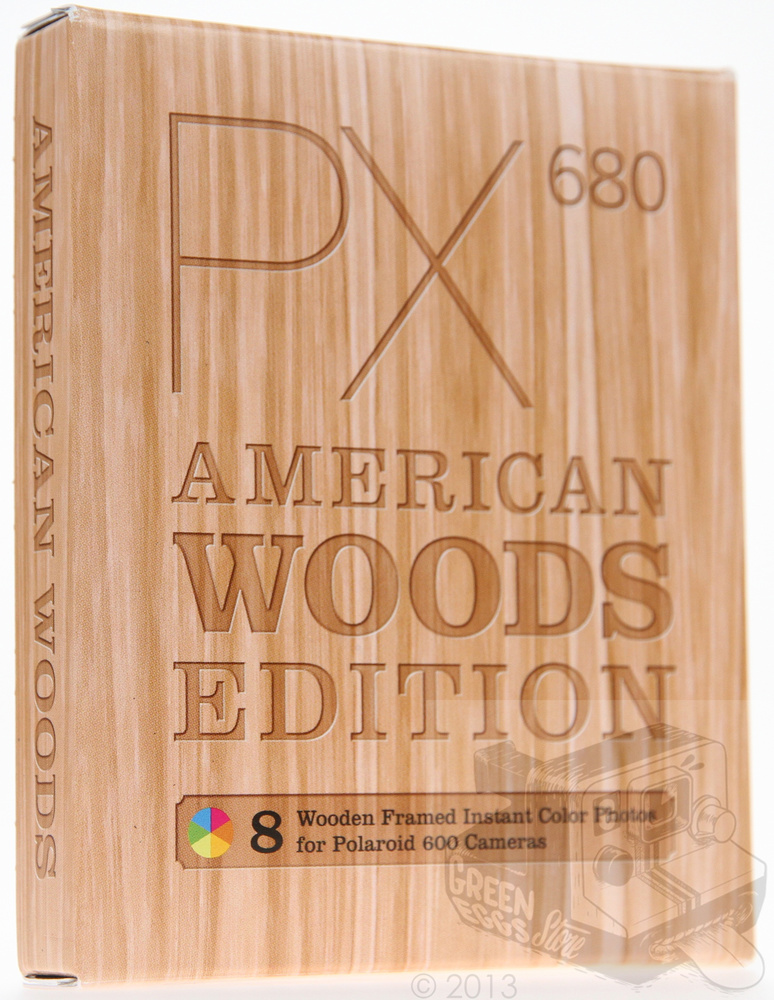 PX 680
AMERICAN
WOODS
EDITION
8 Wooden Framed Instant Color Photos
for Polaroid 600 Cameras
AMERICAN WOODS
GREEN
EGGS
Store
© 2013